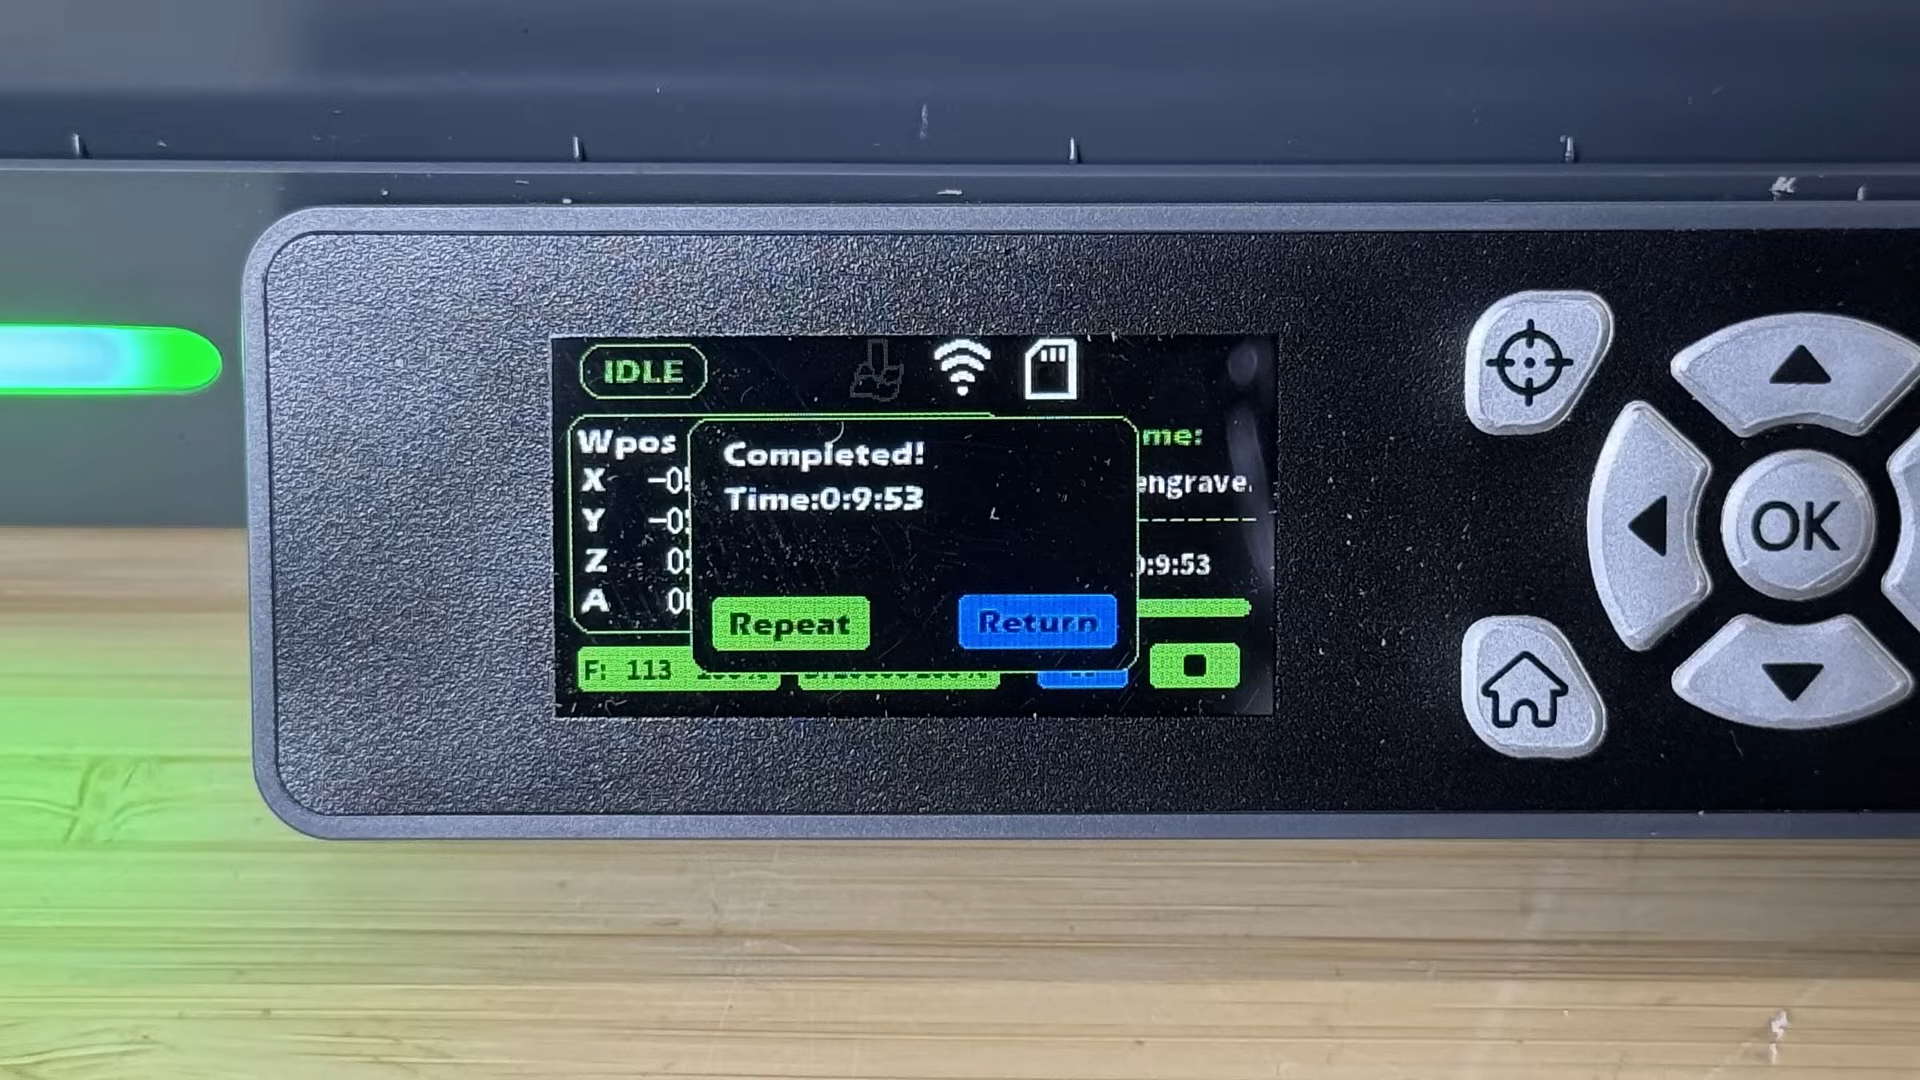 IDLE
Wpos
X -0
Y -0
Z 0
A 0
Completed!
Time:0:9:53
Repeat
Return
me:
engrave.
0:9:53
F: 113
OK